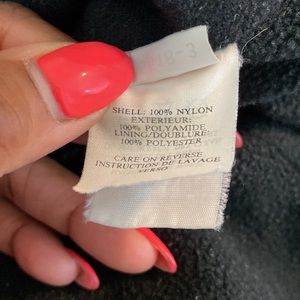 SHELL: 100% NYLON
EXTERIEUR:
100% POLYAMIDE
LINING/DOUBLURE
100% POLYESTER
CARE ON REVERSE
INSTRUCTION DE LAVAGE
VERSO